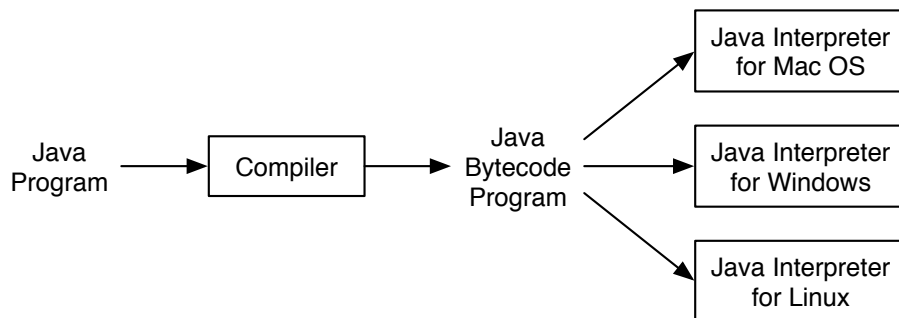 Java
Program
Compiler
Java
Bytecode
Program
Java Interpreter
for Mac OS
Java Interpreter
for Windows
Java Interpreter
for Linux